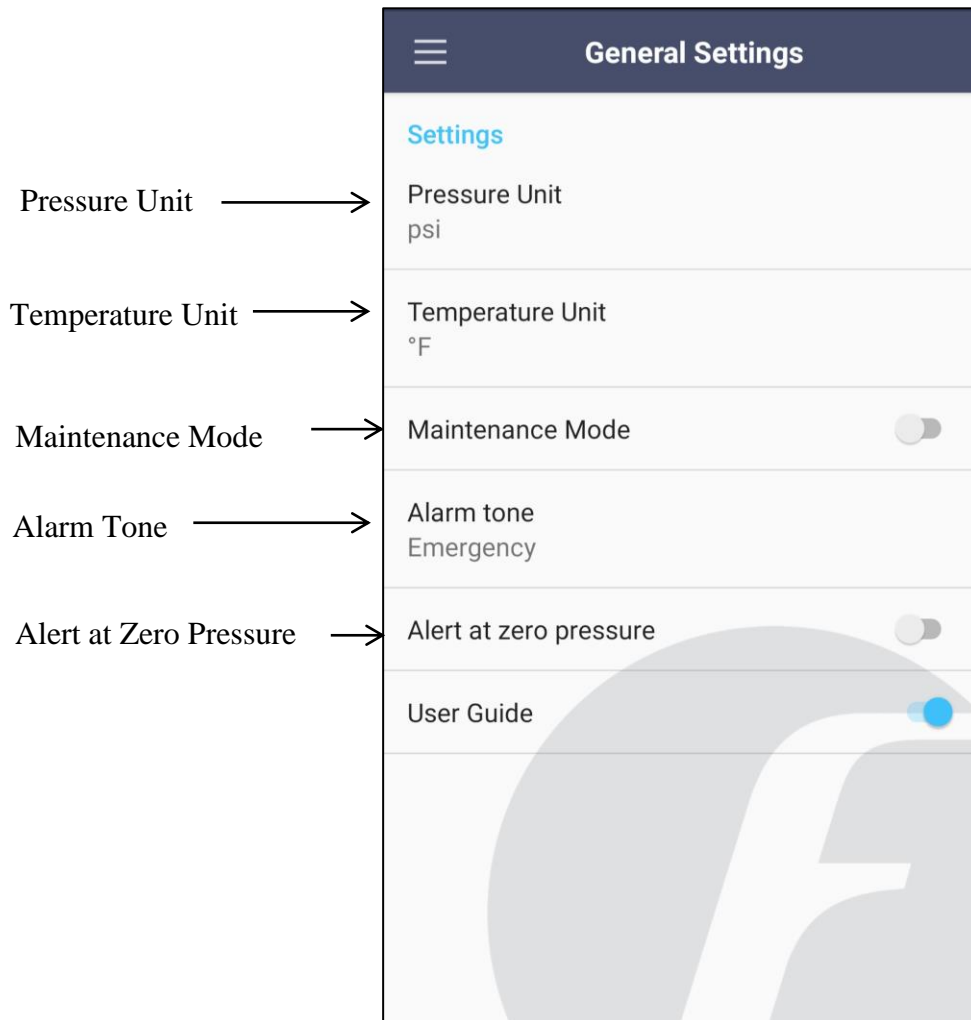 General Settings
Settings
Pressure Unit
Pressure Unit
psi
Temperature Unit
Temperature Unit
°F
Maintenance Mode
Maintenance Mode
Alarm Tone
Alarm tone
Emergency
Alert at Zero Pressure
Alert at zero pressure
User Guide